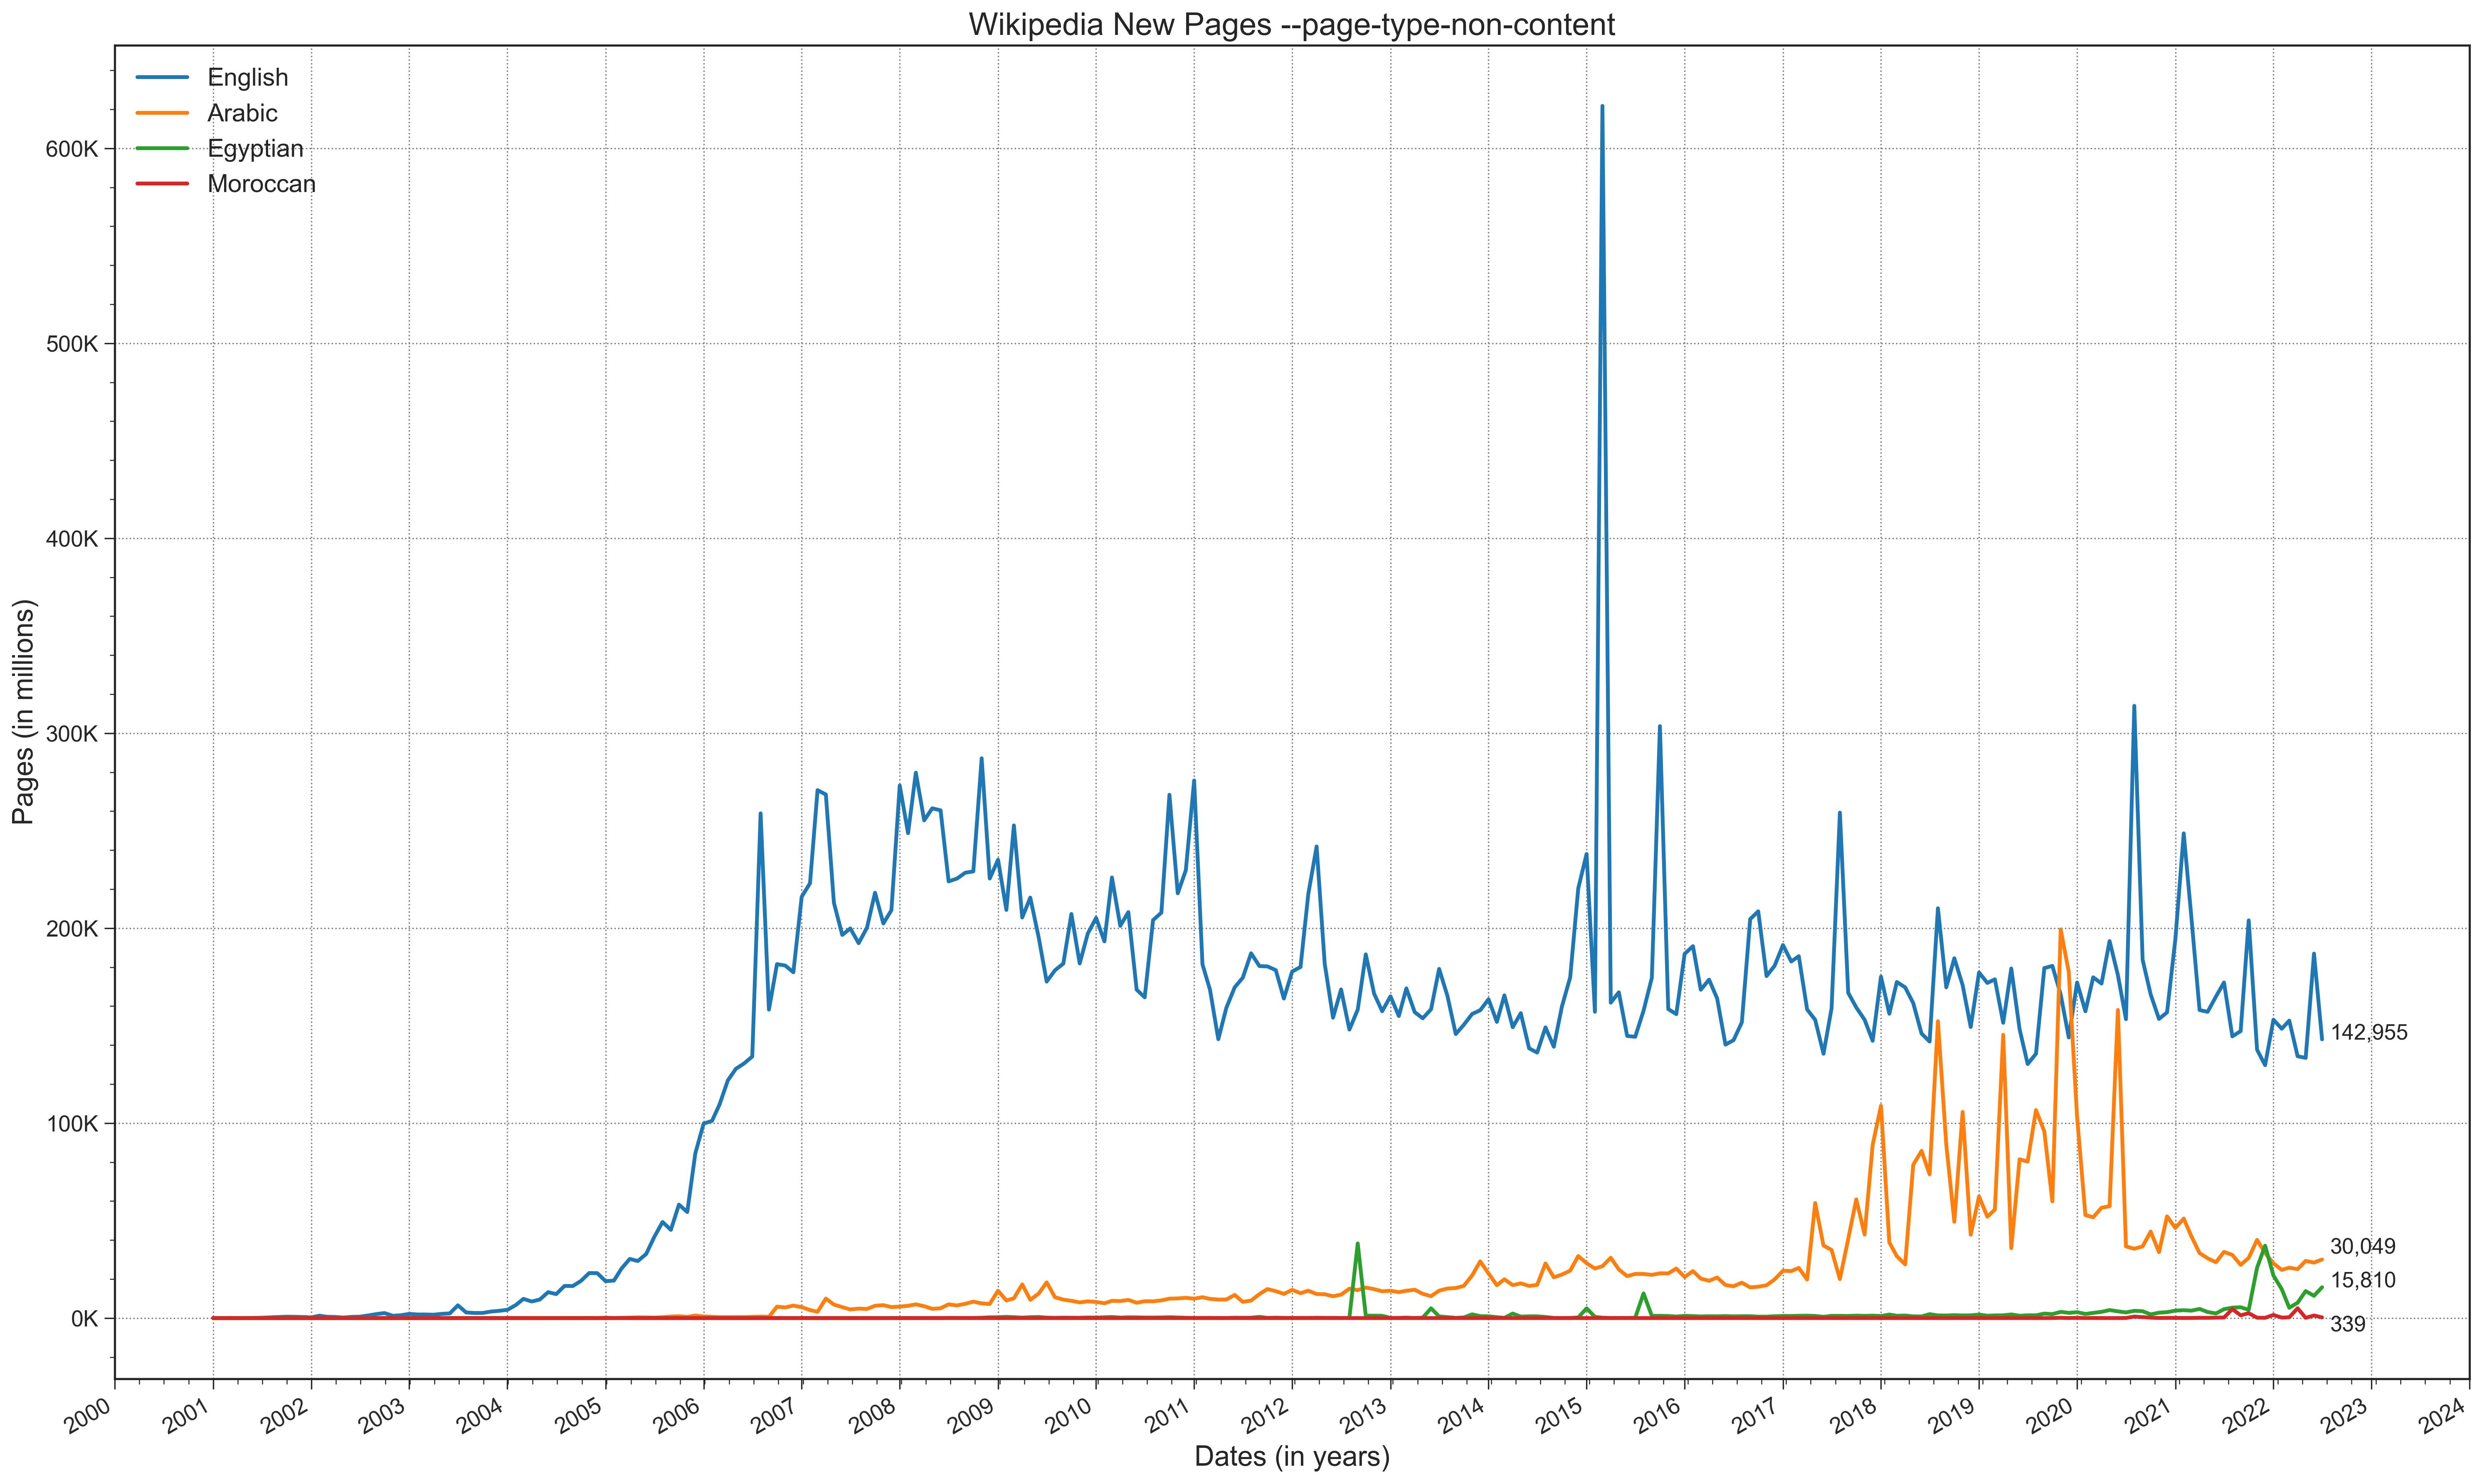 Wikipedia New Pages --page-type-non-content
English
Arabic
Egyptian
Moroccan
600K
500K
400K
300K
200K
100K
0K
Pages (in millions)
142,955
30,049
15,810
339
2000 2001 2002 2003 2004 2005 2006 2007 2008 2009 2010 2011 2012 2013 2014 2015 2016 2017 2018 2019 2020 2021 2022 2023 2024
Dates (in years)